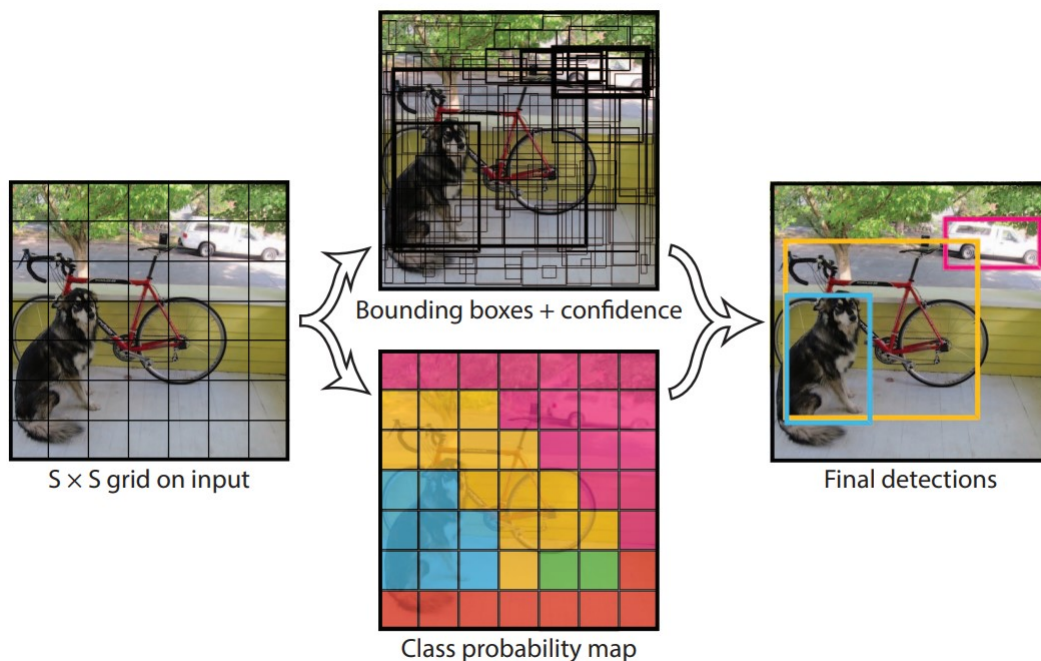 Bounding boxes + confidence
S × S grid on input
Final detections
Class probability map